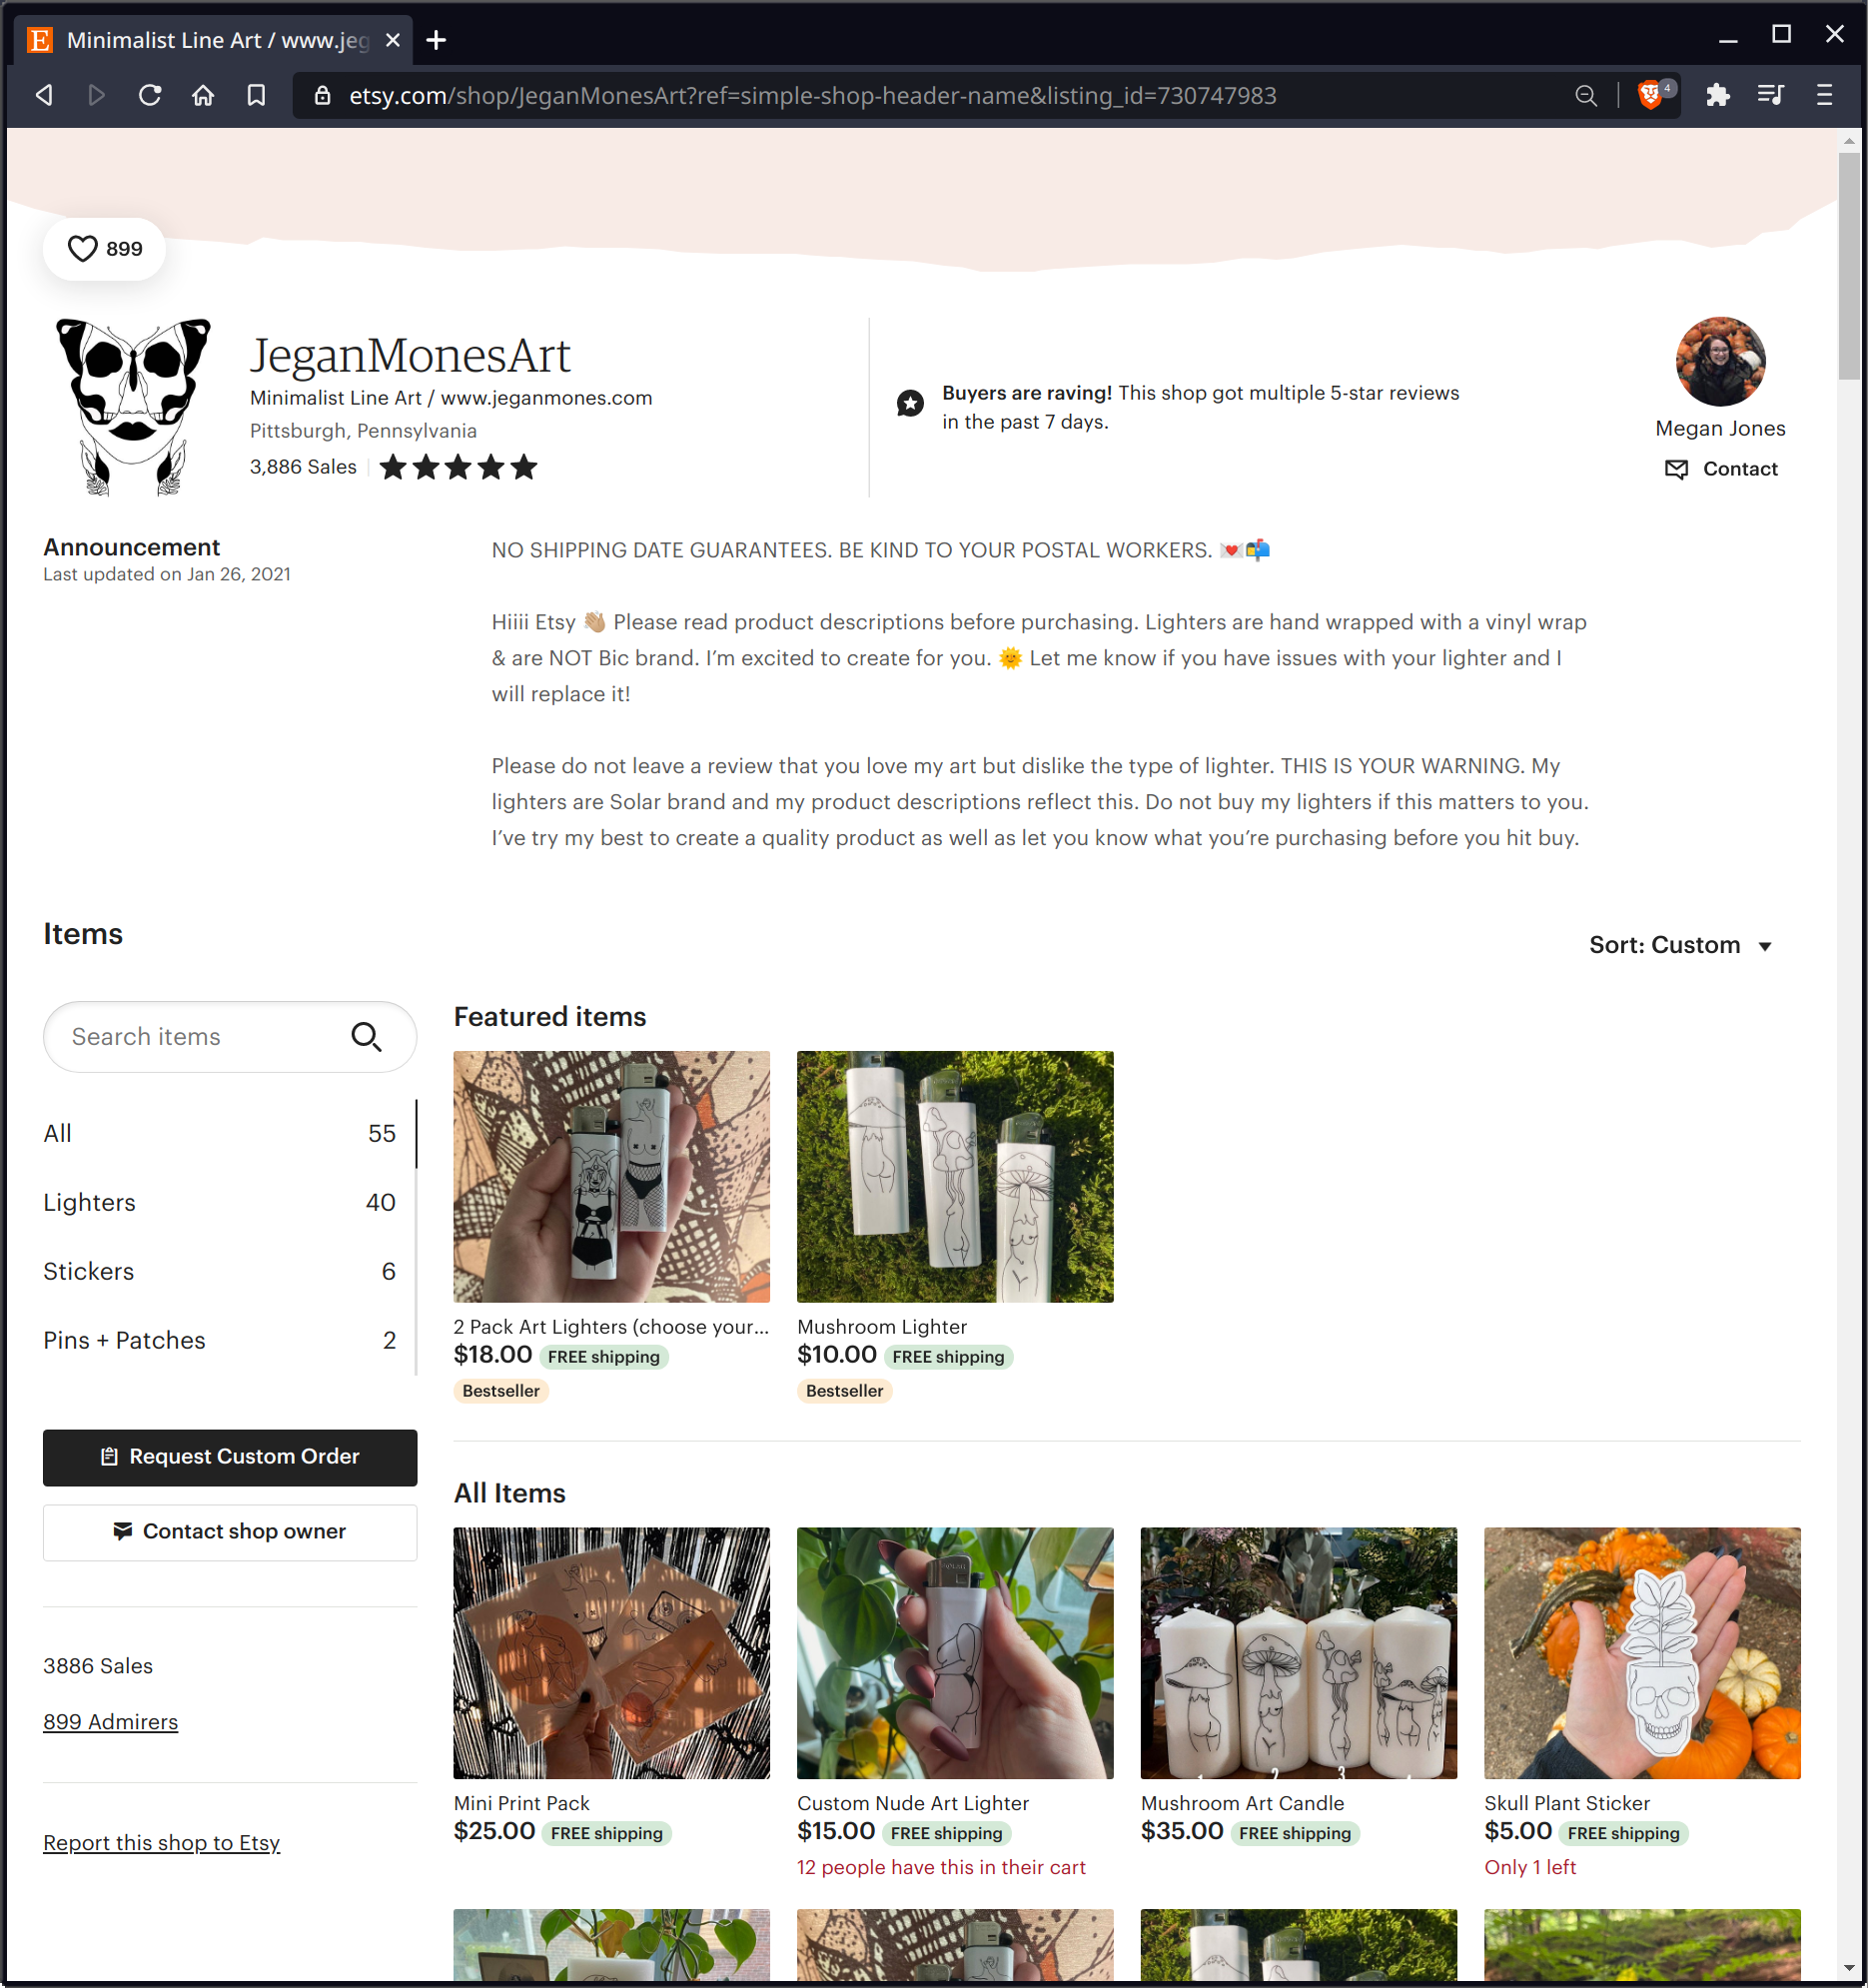 Minimalist Line Art / www.jeg
etsy.com/shop/JeganMonesArt?ref=simple-shop-header-name&listing_id=730747983
4
899
JeganMonesArt
Minimalist Line Art / www.jeganmones.com
Pittsburgh, Pennsylvania
3,886 Sales
Buyers are raving! This shop got multiple 5-star reviews
in the past 7 days.
Megan Jones
Contact
Announcement
Last updated on Jan 26, 2021
NO SHIPPING DATE GUARANTEES. BE KIND TO YOUR POSTAL WORKERS. 💌📬
Hiiii Etsy 👋🏼 Please read product descriptions before purchasing. Lighters are hand wrapped with a vinyl wrap
& are NOT Bic brand. I’m excited to create for you. 🌞 Let me know if you have issues with your lighter and I
will replace it!
Please do not leave a review that you love my art but dislike the type of lighter. THIS IS YOUR WARNING. My
lighters are Solar brand and my product descriptions reflect this. Do not buy my lighters if this matters to you.
I’ve try my best to create a quality product as well as let you know what you’re purchasing before you hit buy.
Items
Sort: Custom
Search items
All 55
Lighters 40
Stickers 6
Pins + Patches 2
Request Custom Order
Contact shop owner
3886 Sales
899 Admirers
Report this shop to Etsy
Featured items
2 Pack Art Lighters (choose your...
$18.00 FREE shipping
Bestseller
Mushroom Lighter
$10.00 FREE shipping
Bestseller
All Items
2
3
Mini Print Pack
$25.00 FREE shipping
Custom Nude Art Lighter
$15.00 FREE shipping
12 people have this in their cart
Mushroom Art Candle
$35.00 FREE shipping
Skull Plant Sticker
$5.00 FREE shipping
Only 1 left